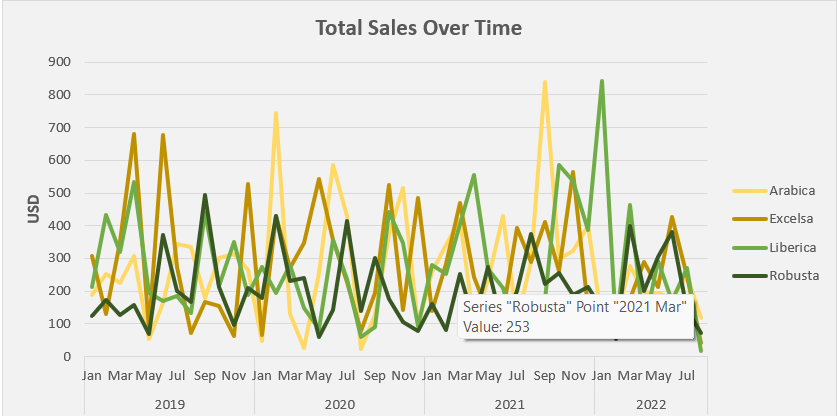 Total Sales Over Time
900
800
700
600
500
400
300
200
100
0
USD
Arabica
Excelsa
Liberica
Robusta
Series "Robusta" Point "2021 Mar"
Value: 253
Jan Mar May Jul Sep Nov Jan Mar May Jul Sep Nov Jan Mar May Jul Sep Nov Jan Mar May Jul
2019 2020 2021 2022